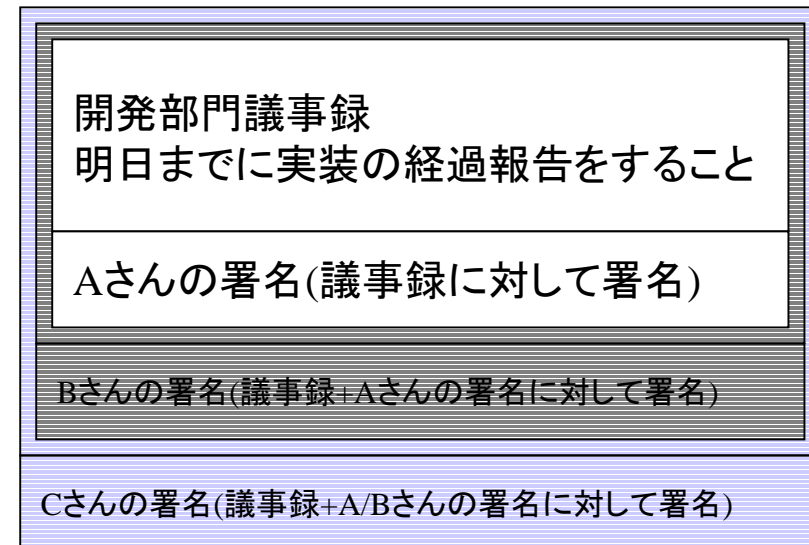 開発部門議事録
明日までに実装の経過報告をすること
Aさんの署名(議事録に対して署名)
Bさんの署名(議事録+Aさんの署名に対して署名)
Cさんの署名(議事録+A/Bさんの署名に対して署名)